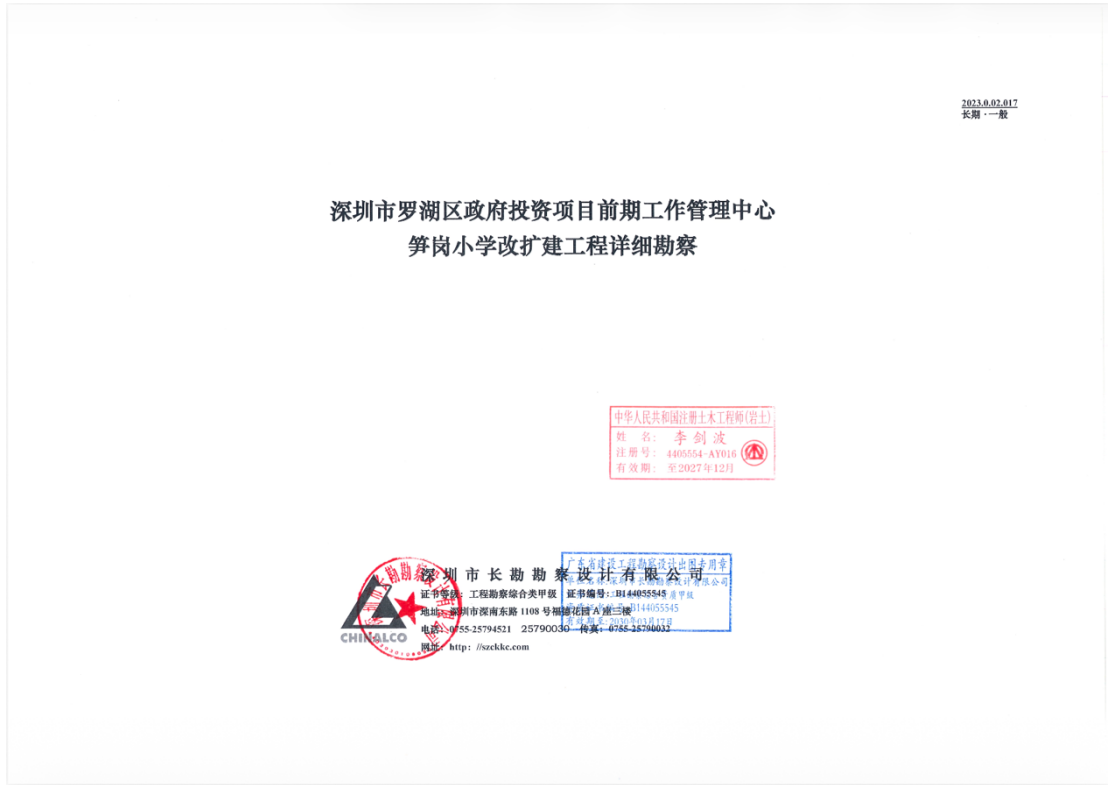 2023.0.02.017
长期·一般
深圳市罗湖区政府投资项目前期工作管理中心
笋岗小学改扩建工程详细勘察
中华人民共和国注册土木工程师(岩土)
姓 名: 李剑波
注册号: 4405554-AY016
有效期: 至2027年12月
广东省建设工程勘察设计出图专用章
深圳市长勘勘察设计有限公司
证书等级: 工程勘察综合类甲级 证书编号: B144055545
地址: 深圳市深南东路 1108 号福德花园 A 座三楼
B144055545
有效期至:2030年03月17日
电话: 0755-25794521 25790030 传真: 0755-25790032
网址: http: //szckkc.com
CHINALCO